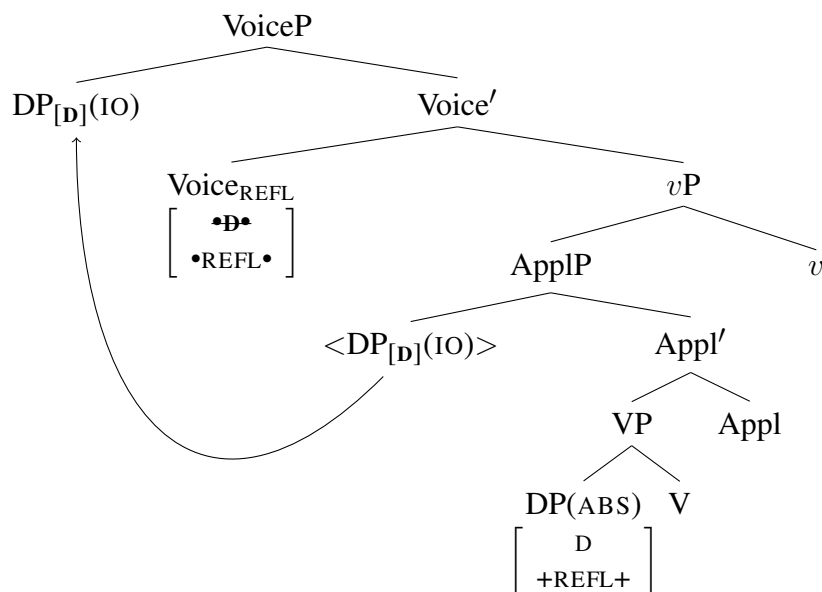 VoiceP
DP[D](IO) Voice′
VoiceREFL vP
•D•
•REFL•
ApplP v
<DP[D](IO)> Appl′
VP Appl
DP(ABS) V
D
+REFL+